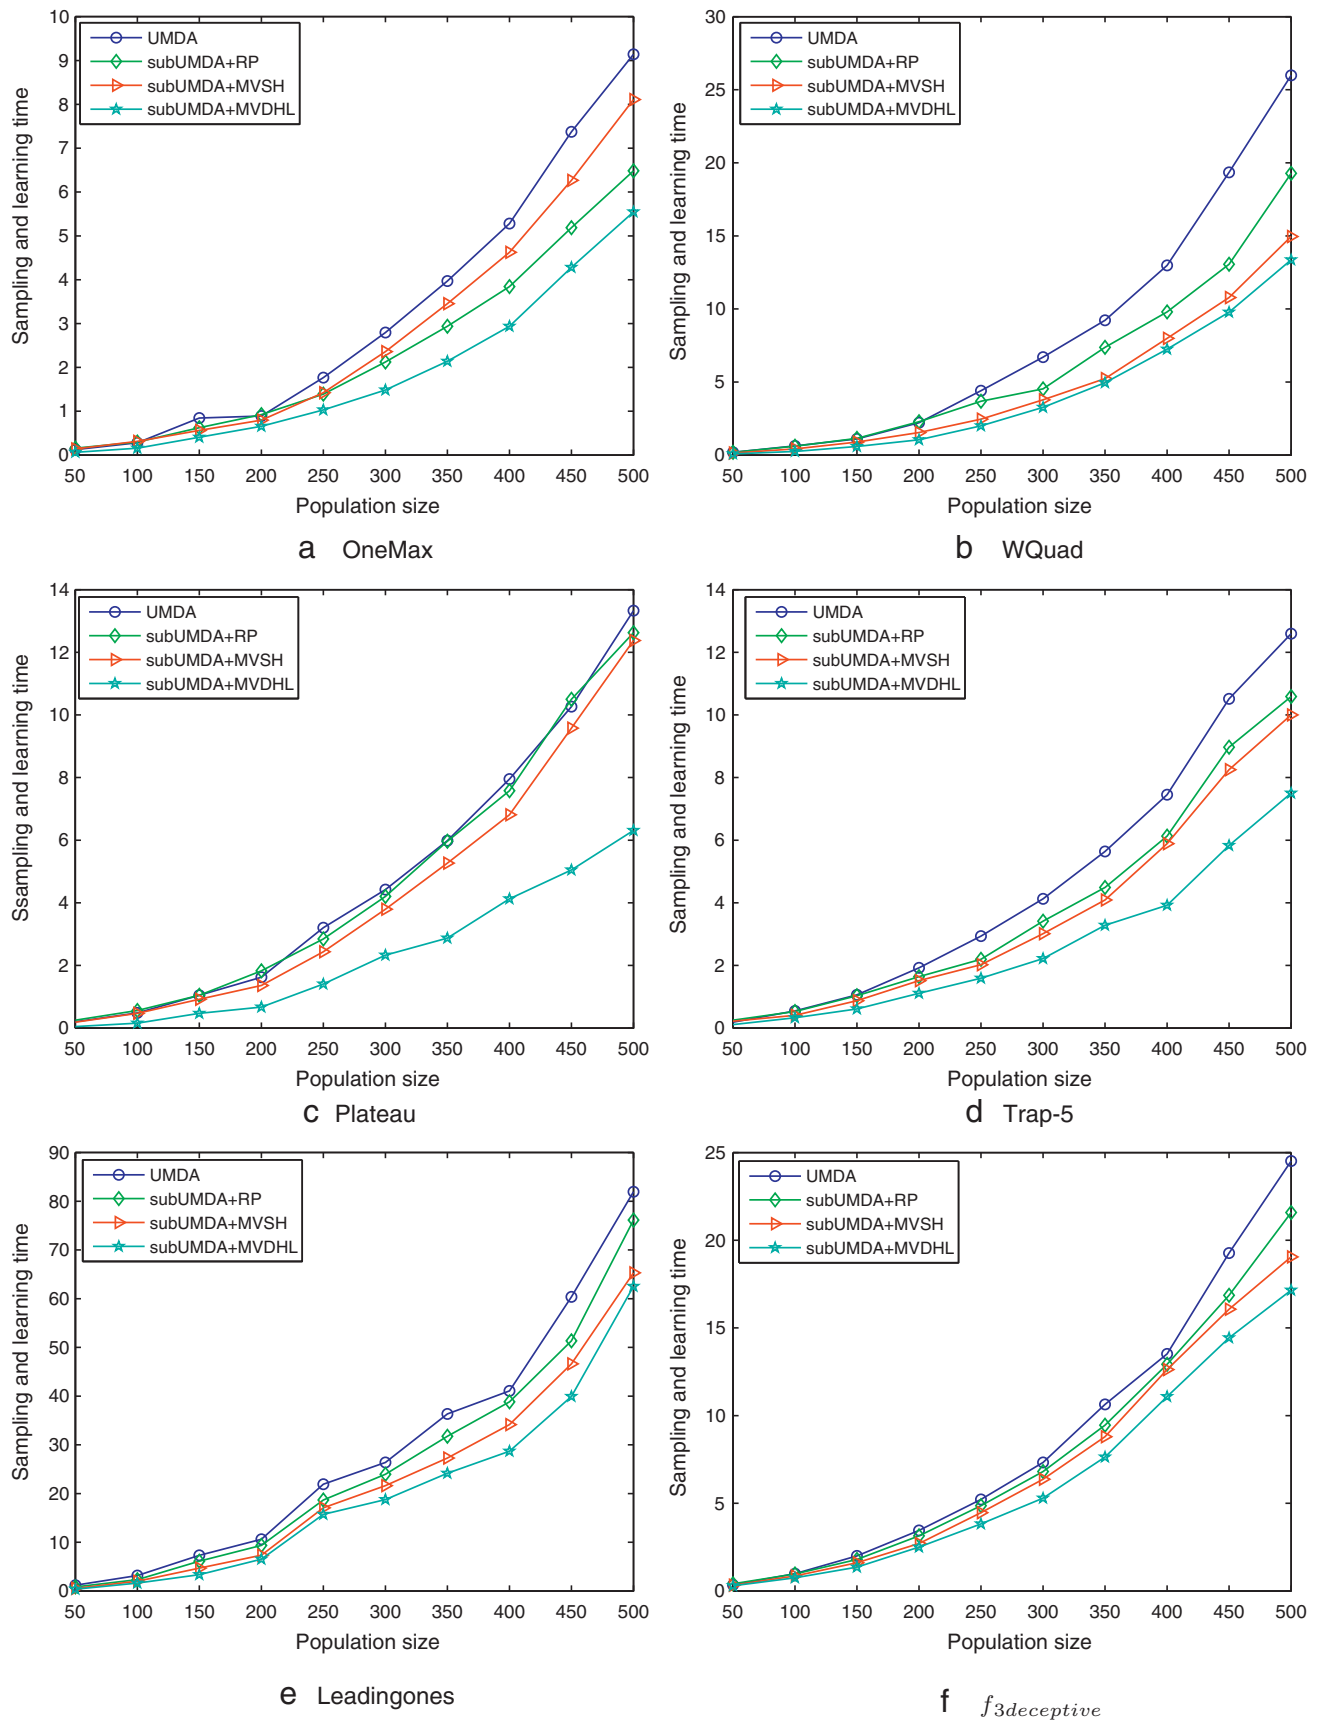 10
9
8
7
6
5
4
3
2
1
0
Sampling and learning time
UMDA
subUMDA+RP
subUMDA+MVSH
subUMDA+MVDHL
50 100 150 200 250 300 350 400 450 500
Population size
a OneMax
30
25
20
15
10
5
0
Sampling and learning time
UMDA
subUMDA+RP
subUMDA+MVSH
subUMDA+MVDHL
50 100 150 200 250 300 350 400 450 500
Population size
b WQuad
14
12
10
8
6
4
2
0
Ssampling and learning time
UMDA
subUMDA+RP
subUMDA+MVSH
subUMDA+MVDHL
50 100 150 200 250 300 350 400 450 500
Population size
c Plateau
14
12
10
8
6
4
2
0
Sampling and learning time
UMDA
subUMDA+RP
subUMDA+MVSH
subUMDA+MVDHL
50 100 150 200 250 300 350 400 450 500
Population size
d Trap-5
90
80
70
60
50
40
30
20
10
0
Sampling and learning time
UMDA
subUMDA+RP
subUMDA+MVSH
subUMDA+MVDHL
50 100 150 200 250 300 350 400 450 500
Population size
e Leadingones
25
20
15
10
5
0
Sampling and learning time
UMDA
subUMDA+RP
subUMDA+MVSH
subUMDA+MVDHL
50 100 150 200 250 300 350 400 450 500
Population size
f f3deceptive